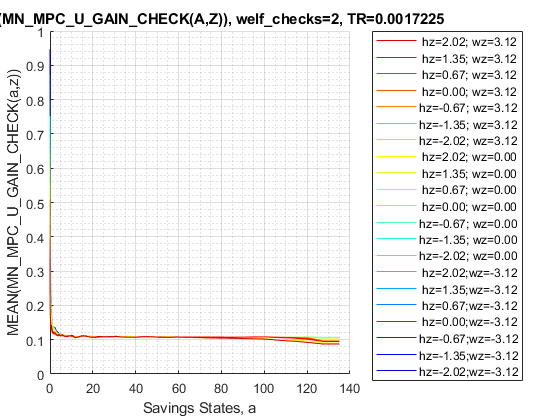 (MN_MPC_U_GAIN_CHECK(A,Z)), welf_checks=2, TR=0.0017225
MEAN(MN_MPC_U_GAIN_CHECK(a,z))
1
0.9
0.8
0.7
0.6
0.5
0.4
0.3
0.2
0.1
0
0 20 40 60 80 100 120 140
Savings States, a
hz=2.02; wz=3.12
hz=1.35; wz=3.12
hz=0.67; wz=3.12
hz=0.00; wz=3.12
hz=-0.67; wz=3.12
hz=-1.35; wz=3.12
hz=-2.02; wz=3.12
hz=2.02; wz=0.00
hz=1.35; wz=0.00
hz=0.67; wz=0.00
hz=0.00; wz=0.00
hz=-0.67; wz=0.00
hz=-1.35; wz=0.00
hz=-2.02; wz=0.00
hz=2.02;wz=-3.12
hz=1.35;wz=-3.12
hz=0.67;wz=-3.12
hz=0.00;wz=-3.12
hz=-0.67;wz=-3.12
hz=-1.35;wz=-3.12
hz=-2.02;wz=-3.12